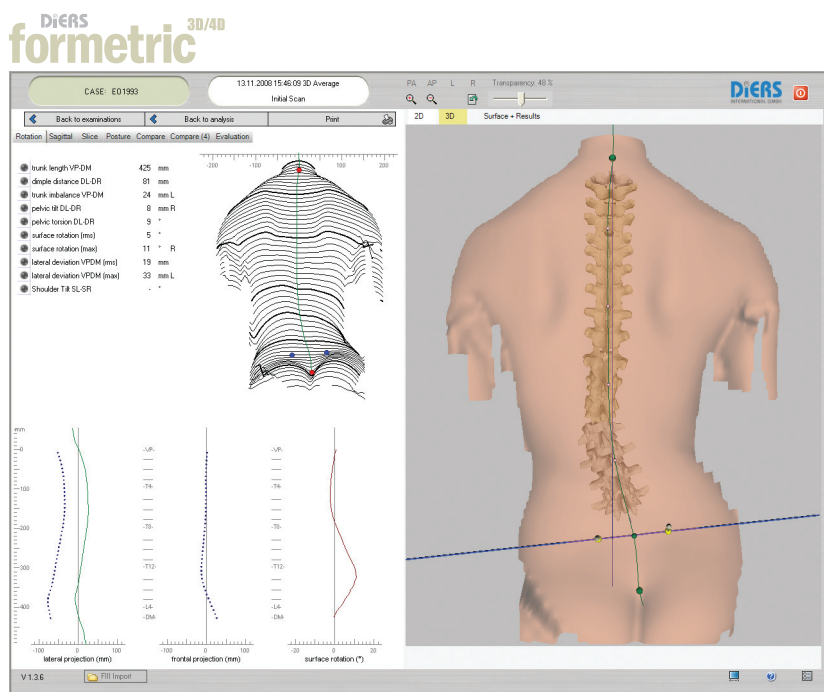 DiERS
formetric 3D/4D
CASE: EO1993
13.11.2008 15:46:09 3D Average
Initial Scan
PA AP L R Transparency: 48 %
DiERS
INTERNATIONAL GMBH
Back to examinations Back to analysis Print
2D 3D Surface + Results
Rotation Sagittal Slice Posture Compare Compare (4) Evaluation
-200 -100 0 100 200
trunk length VP-DM 425 mm
dimple distance DL-DR 81 mm
trunk imbalance VP-DM 24 mm L
pelvic tilt DL-DR 8 mm R
pelvic torsion DL-DR 9 °
surface rotation (rms) 5 °
surface rotation (max) 11 ° R
lateral deviation VPDM (rms) 19 mm
lateral deviation VPDM (max) 33 mm L
Shoulder Tilt SL-SR - °
mm
0 -VP- -VP-
100 -T4- -T4-
200 -T8- -T8-
300 -T12- -T12-
400 -L4- -L4-
-DM- -DM-
-100 0 100 -100 0 100 -20 0 20
lateral projection (mm) frontal projection (mm) surface rotation (°)
V 1.3.6 Fill Import